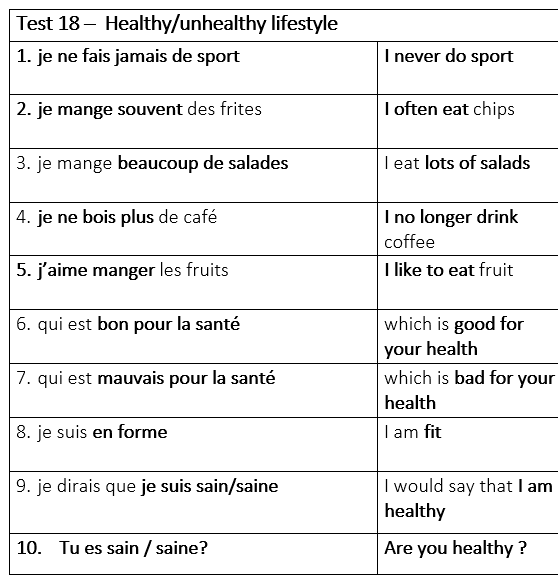 Test 18 – Healthy/unhealthy lifestyle
1. je ne fais jamais de sport
I never do sport
2. je mange souvent des frites
I often eat chips
3. je mange beaucoup de salades
I eat lots of salads
4. je ne bois plus de café
I no longer drink
coffee
5. j’aime manger les fruits
I like to eat fruit
6. qui est bon pour la santé
which is good for
your health
7. qui est mauvais pour la santé
which is bad for your
health
8. je suis en forme
I am fit
9. je dirais que je suis sain/saine
I would say that I am
healthy
10. Tu es sain / saine?
Are you healthy ?